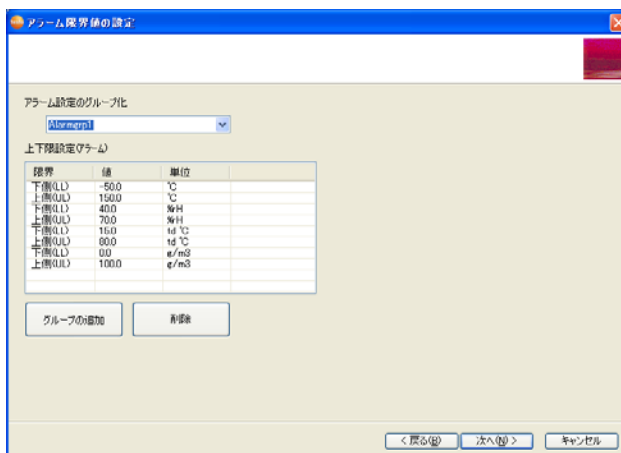 アラーム限界値の設定
アラーム設定のグループ化
Alarmgrp1
上下限設定(アラーム)
限界 値 単位
下側(LL) -50.0 ℃
上側(UL) 150.0 ℃
下側(LL) 40.0 %rH
上側(UL) 70.0 %rH
下側(LL) 15.0 td ℃
上側(UL) 80.0 td ℃
下側(LL) 0.0 g/m3
上側(UL) 100.0 g/m3
グループの追加 削除
< 戻る(B) 次へ(N) > キャンセル